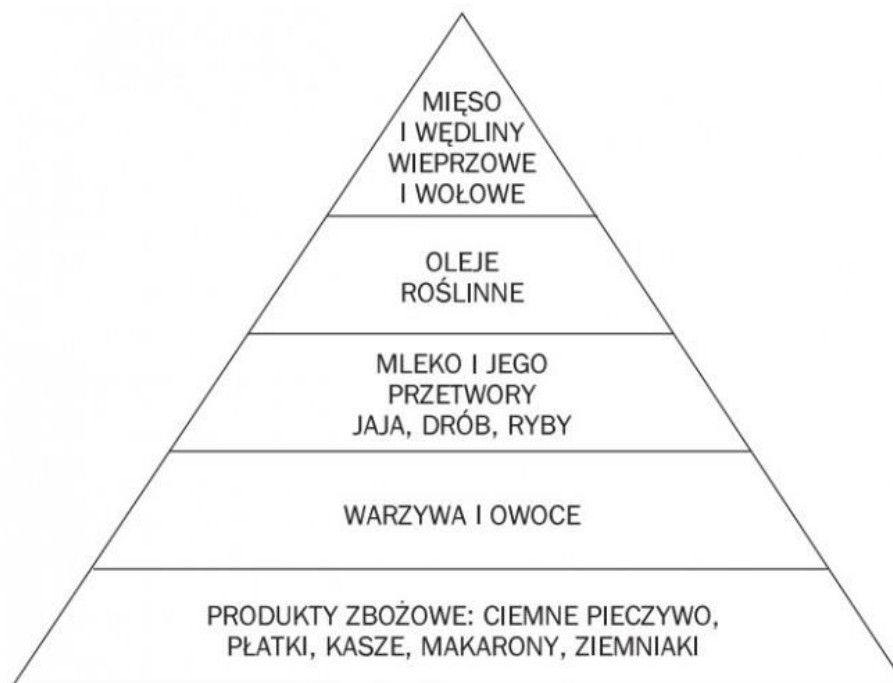 MIĘSO
I WĘDLINY
WIEPRZOWE
I WOŁOWE
OLEJE
ROŚLINNE
MLEKO I JEGO
PRZETWORY
JAJA, DRÓB, RYBY
WARZYWA I OWOCE
PRODUKTY ZBOŻOWE: CIEMNE PIECZYWO,
PŁATKI, KASZE, MAKARONY, ZIEMNIAKI